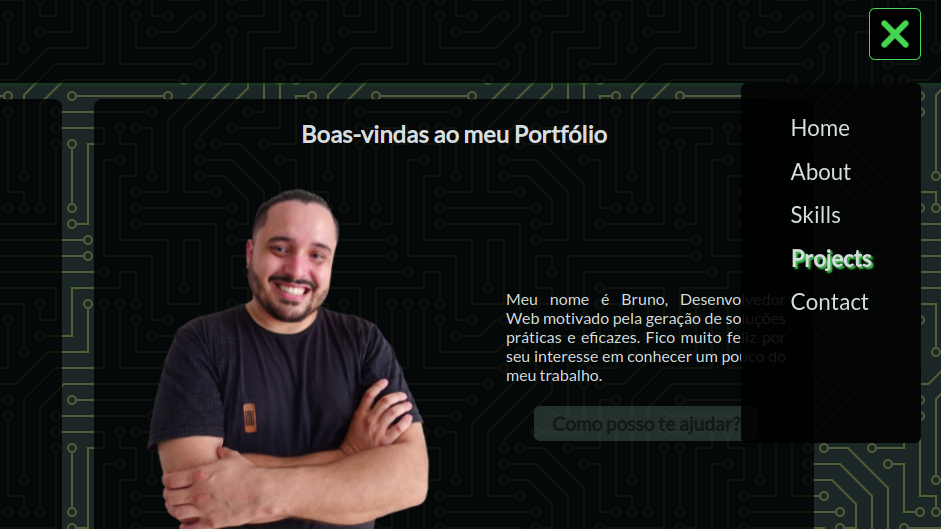 Boas-vindas ao meu Portfólio
Home
About
Skills
Projects
Contact
Meu nome é Bruno, Desenvolvedor
Web motivado pela geração de soluções
práticas e eficazes. Fico muito feliz por
seu interesse em conhecer um pouco do
meu trabalho.
Como posso te ajudar?